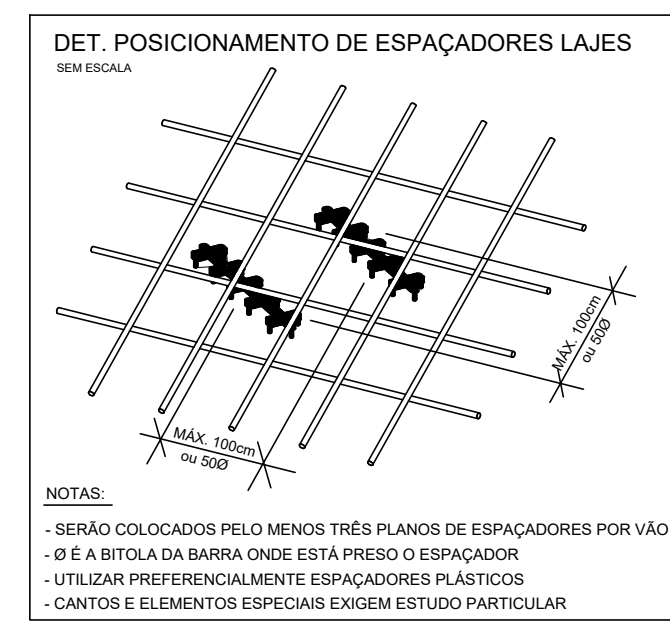 DET. POSICIONAMENTO DE ESPAÇADORES LAJES
SEM ESCALA
MÁX. 100cm
ou 50Ø
MÁX. 100cm
ou 50Ø
NOTAS:
- SERÃO COLOCADOS PELO MENOS TRÊS PLANOS DE ESPAÇADORES POR VÃO
- Ø É A BITOLA DA BARRA ONDE ESTÁ PRESO O ESPAÇADOR
- UTILIZAR PREFERENCIALMENTE ESPAÇADORES PLÁSTICOS
- CANTOS E ELEMENTOS ESPECIAIS EXIGEM ESTUDO PARTICULAR